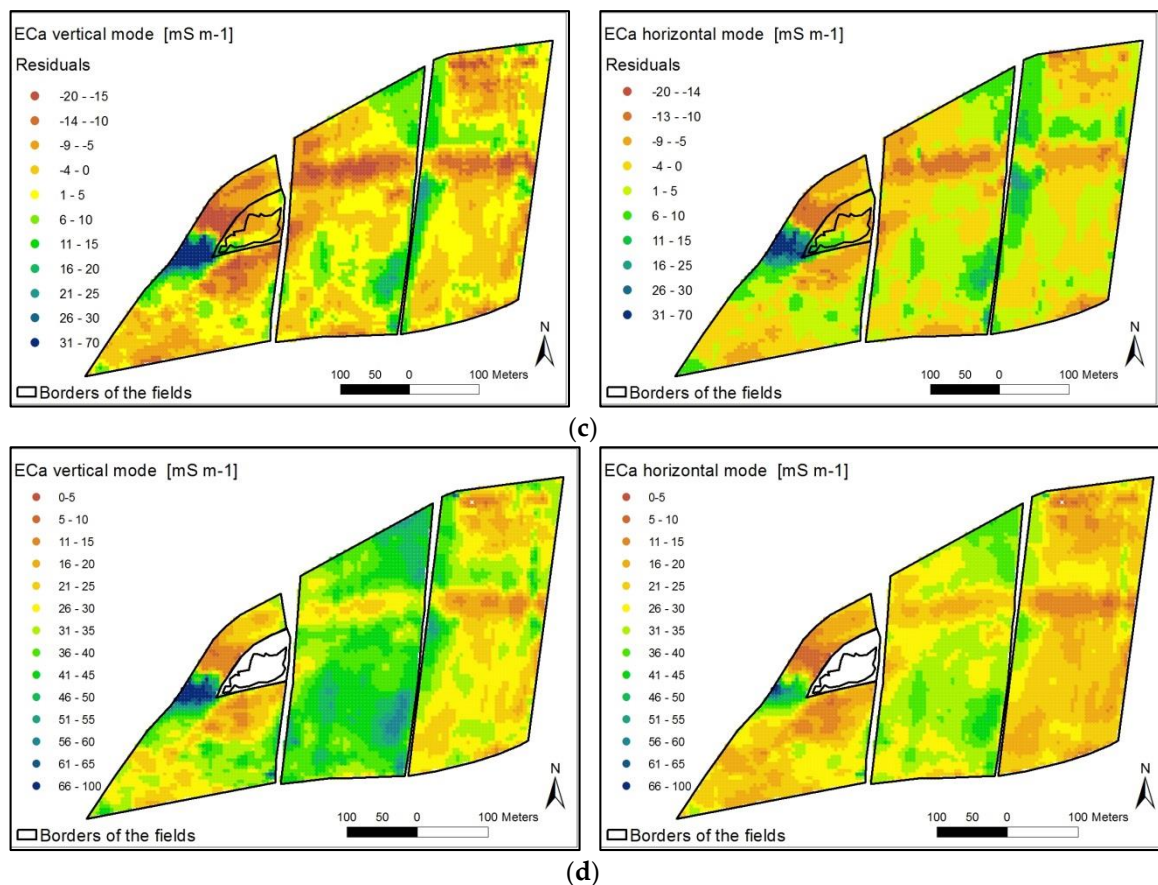 ECa vertical mode [mS m-1]
Residuals
-20 - -15
-14 - -10
-9 - -5
-4 - 0
1 - 5
6 - 10
11 - 15
16 - 20
21 - 25
26 - 30
31 - 70
Borders of the fields
100 50 0 100 Meters
N
ECa horizontal mode [mS m-1]
Residuals
-20 - -14
-13 - -10
-9 - -5
-4 - 0
1 - 5
6 - 10
11 - 15
16 - 25
26 - 30
31 - 70
Borders of the fields
100 50 0 100 Meters
N
(c)
ECa vertical mode [mS m-1]
0-5
5 - 10
11 - 15
16 - 20
21 - 25
26 - 30
31 - 35
36 - 40
41 - 45
46 - 50
51 - 55
56 - 60
61 - 65
66 - 100
Borders of the fields
100 50 0 100 Meters
N
ECa horizontal mode [mS m-1]
0-5
5 - 10
11 - 15
16 - 20
21 - 25
26 - 30
31 - 35
36 - 40
41 - 45
46 - 50
51 - 55
56 - 60
61 - 65
66 - 100
Borders of the fields
100 50 0 100 Meters
N
(d)